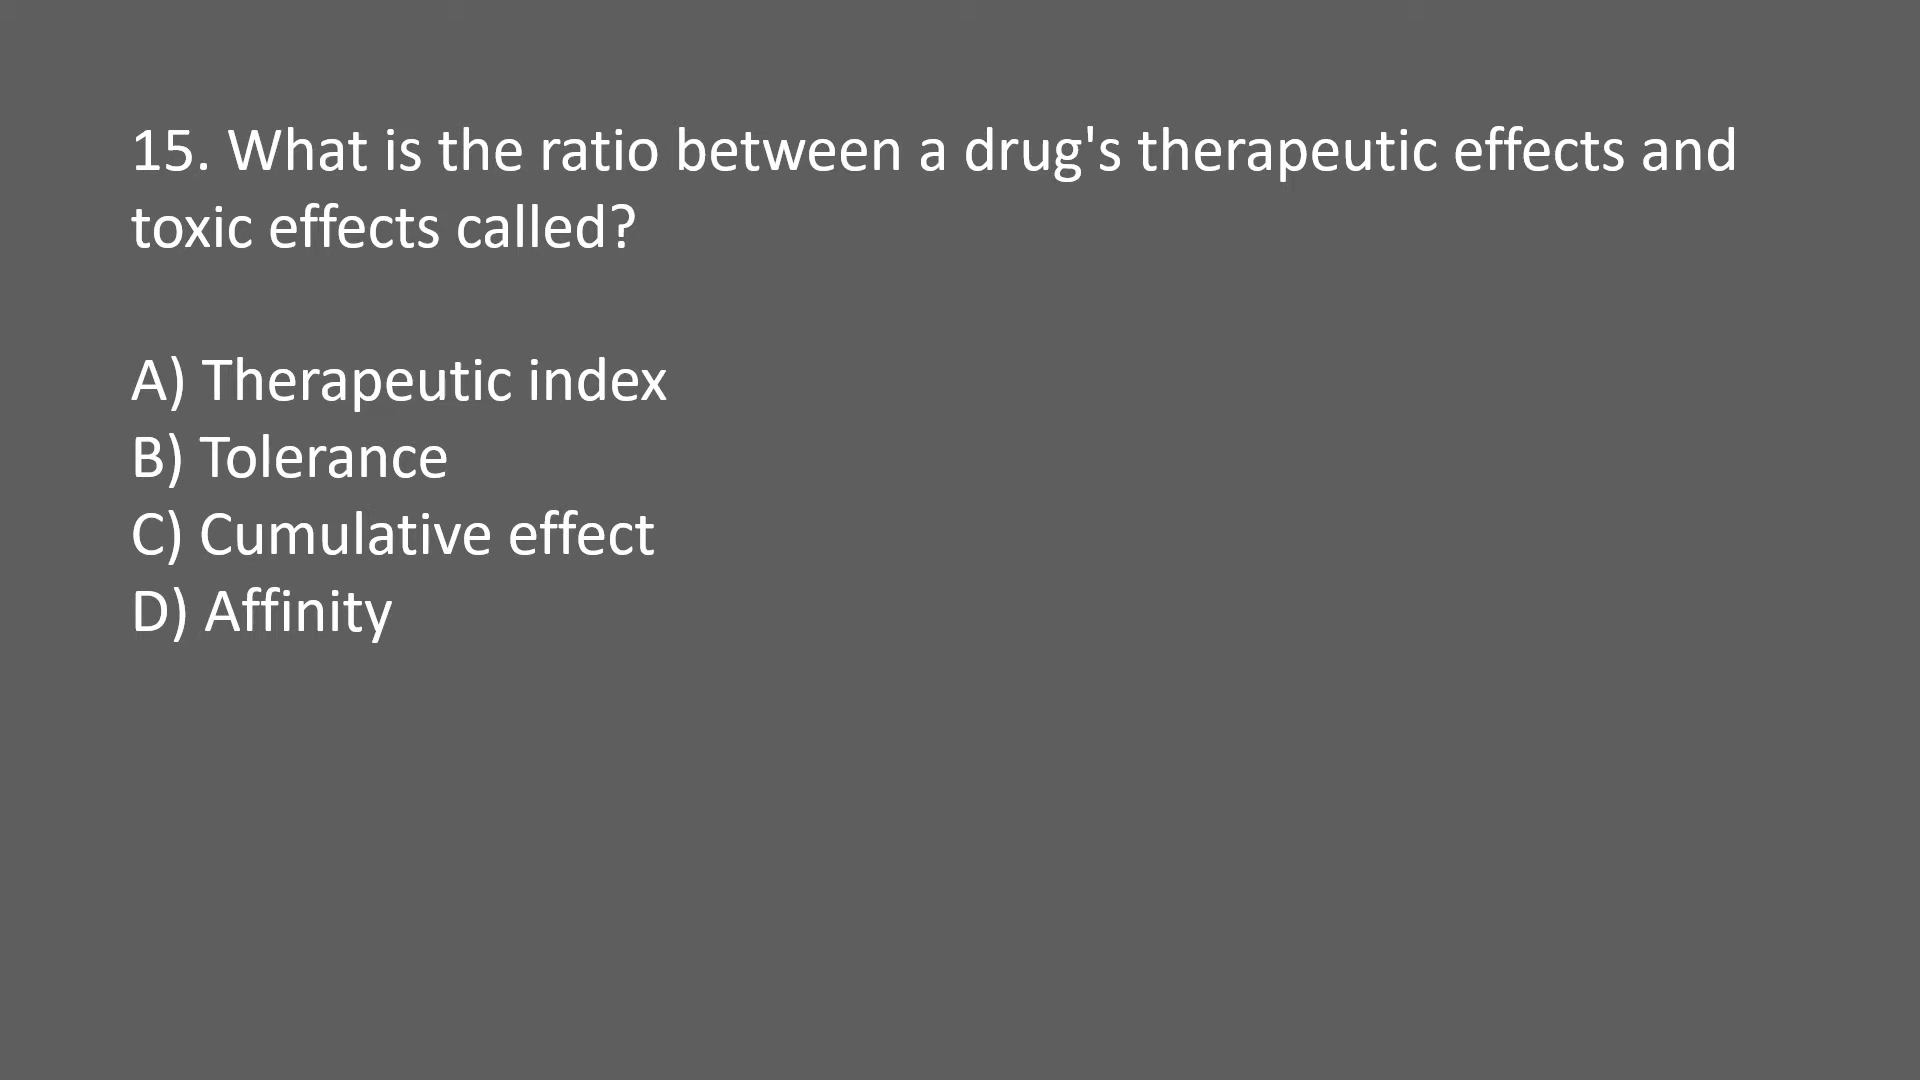 15. What is the ratio between a drug's therapeutic effects and
toxic effects called?
A) Therapeutic index
B) Tolerance
C) Cumulative effect
D) Affinity